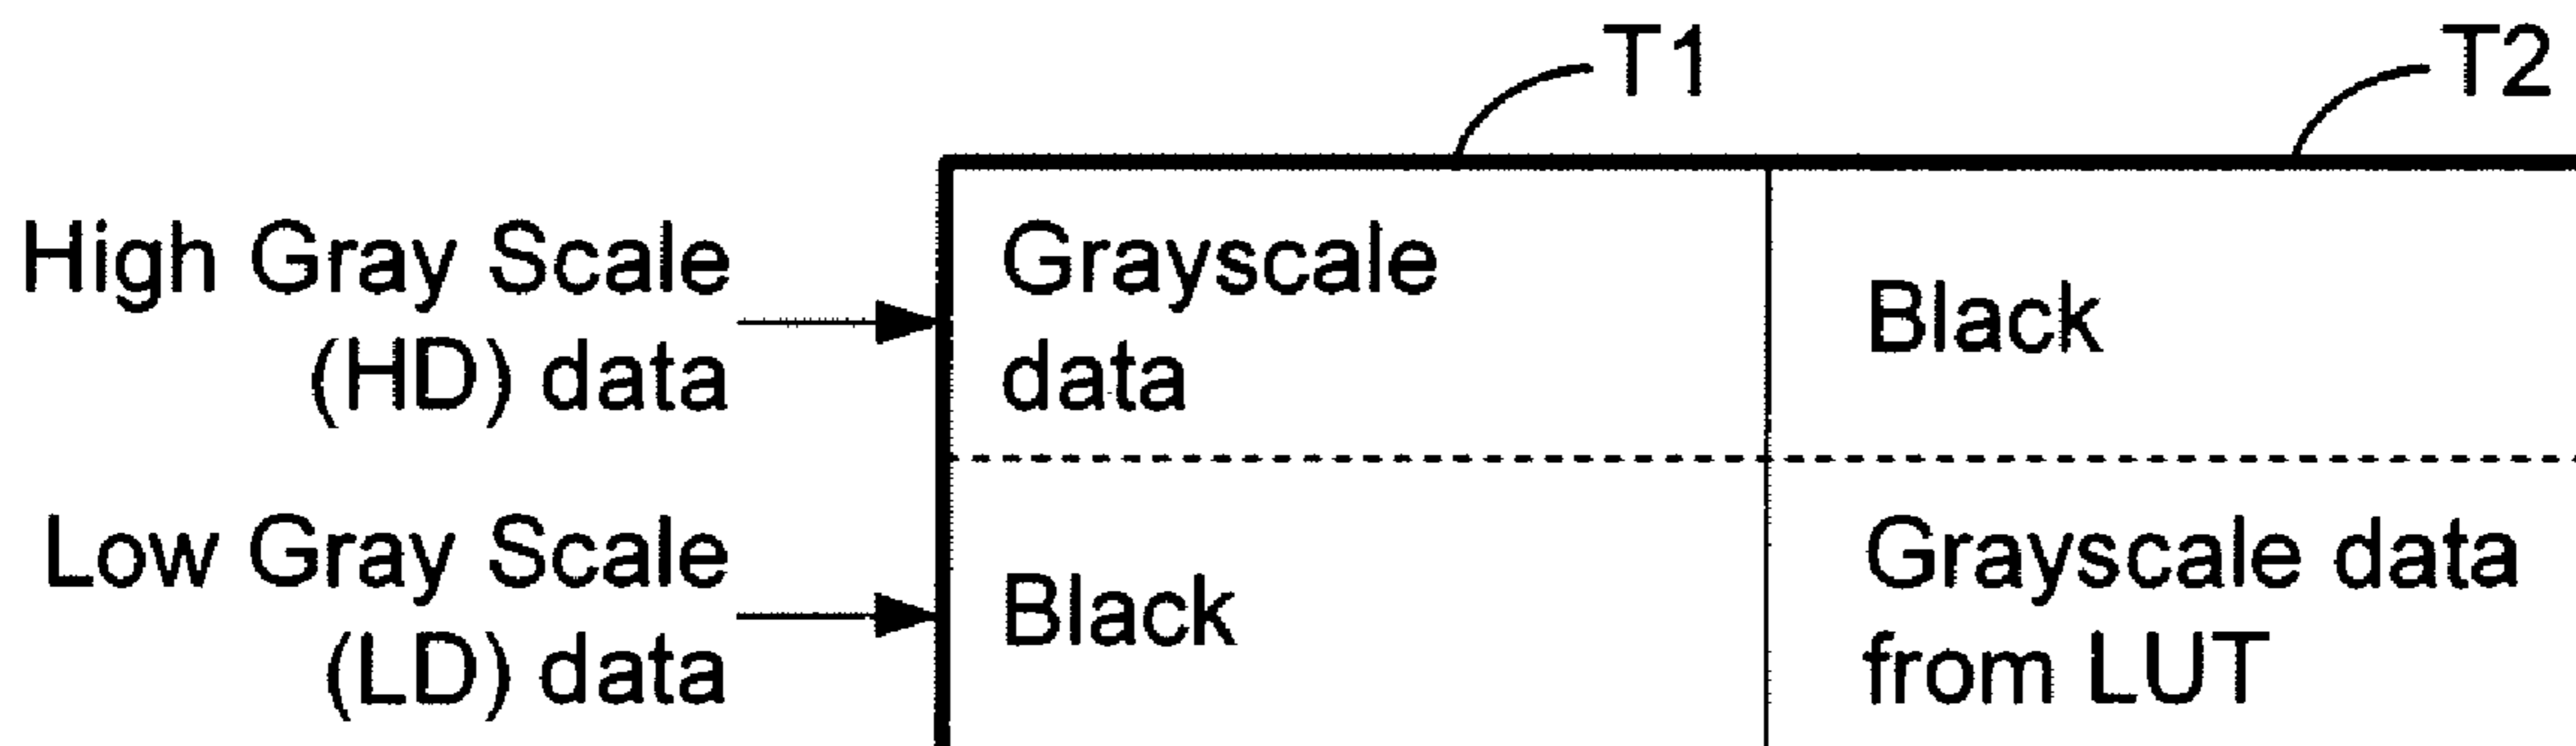 T1
T2
High Gray Scale
(HD) data
Grayscale
data
Black
Low Gray Scale
(LD) data
Black
Grayscale data
from LUT